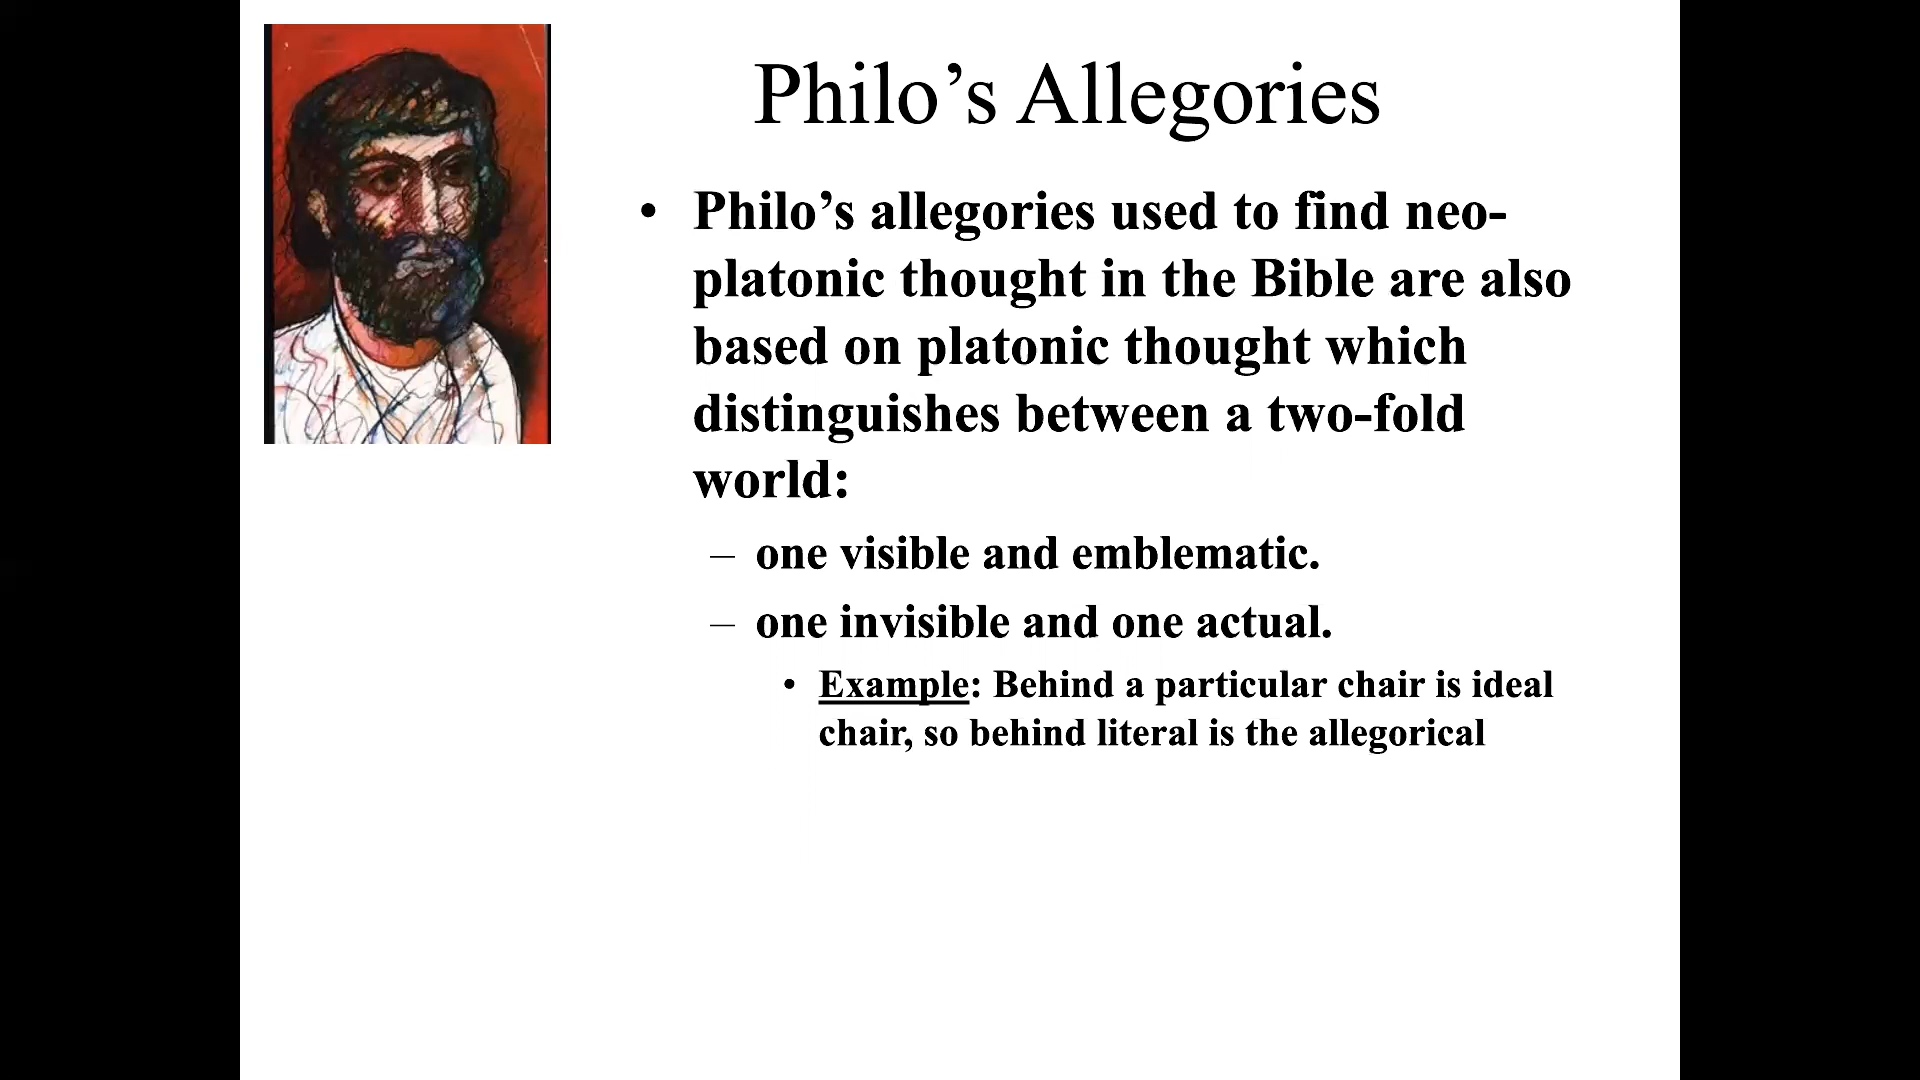 Philo’s Allegories
• Philo’s allegories used to find neo-
platonic thought in the Bible are also
based on platonic thought which
distinguishes between a two-fold
world:
– one visible and emblematic.
– one invisible and one actual.
• Example: Behind a particular chair is ideal
chair, so behind literal is the allegorical